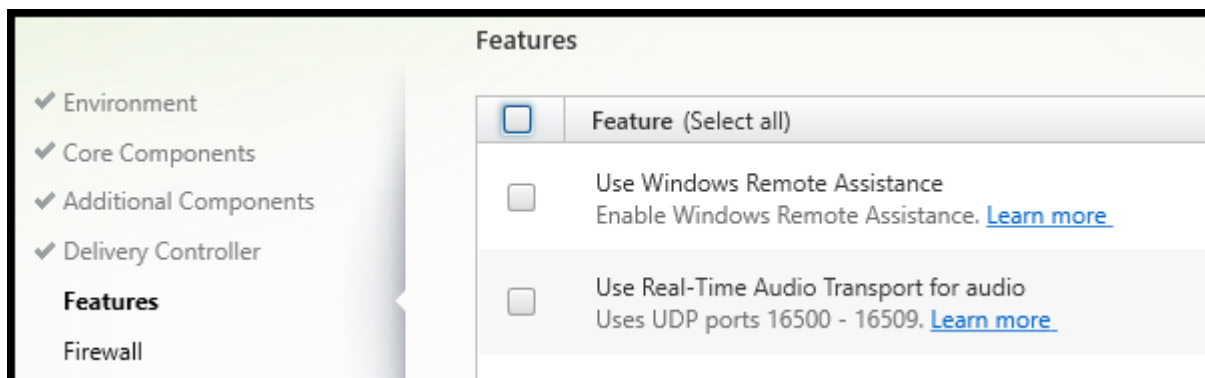 Features
Environment
Core Components
Additional Components
Delivery Controller
Features
Firewall
Feature (Select all)
Use Windows Remote Assistance
Enable Windows Remote Assistance. Learn more
Use Real-Time Audio Transport for audio
Uses UDP ports 16500 - 16509. Learn more